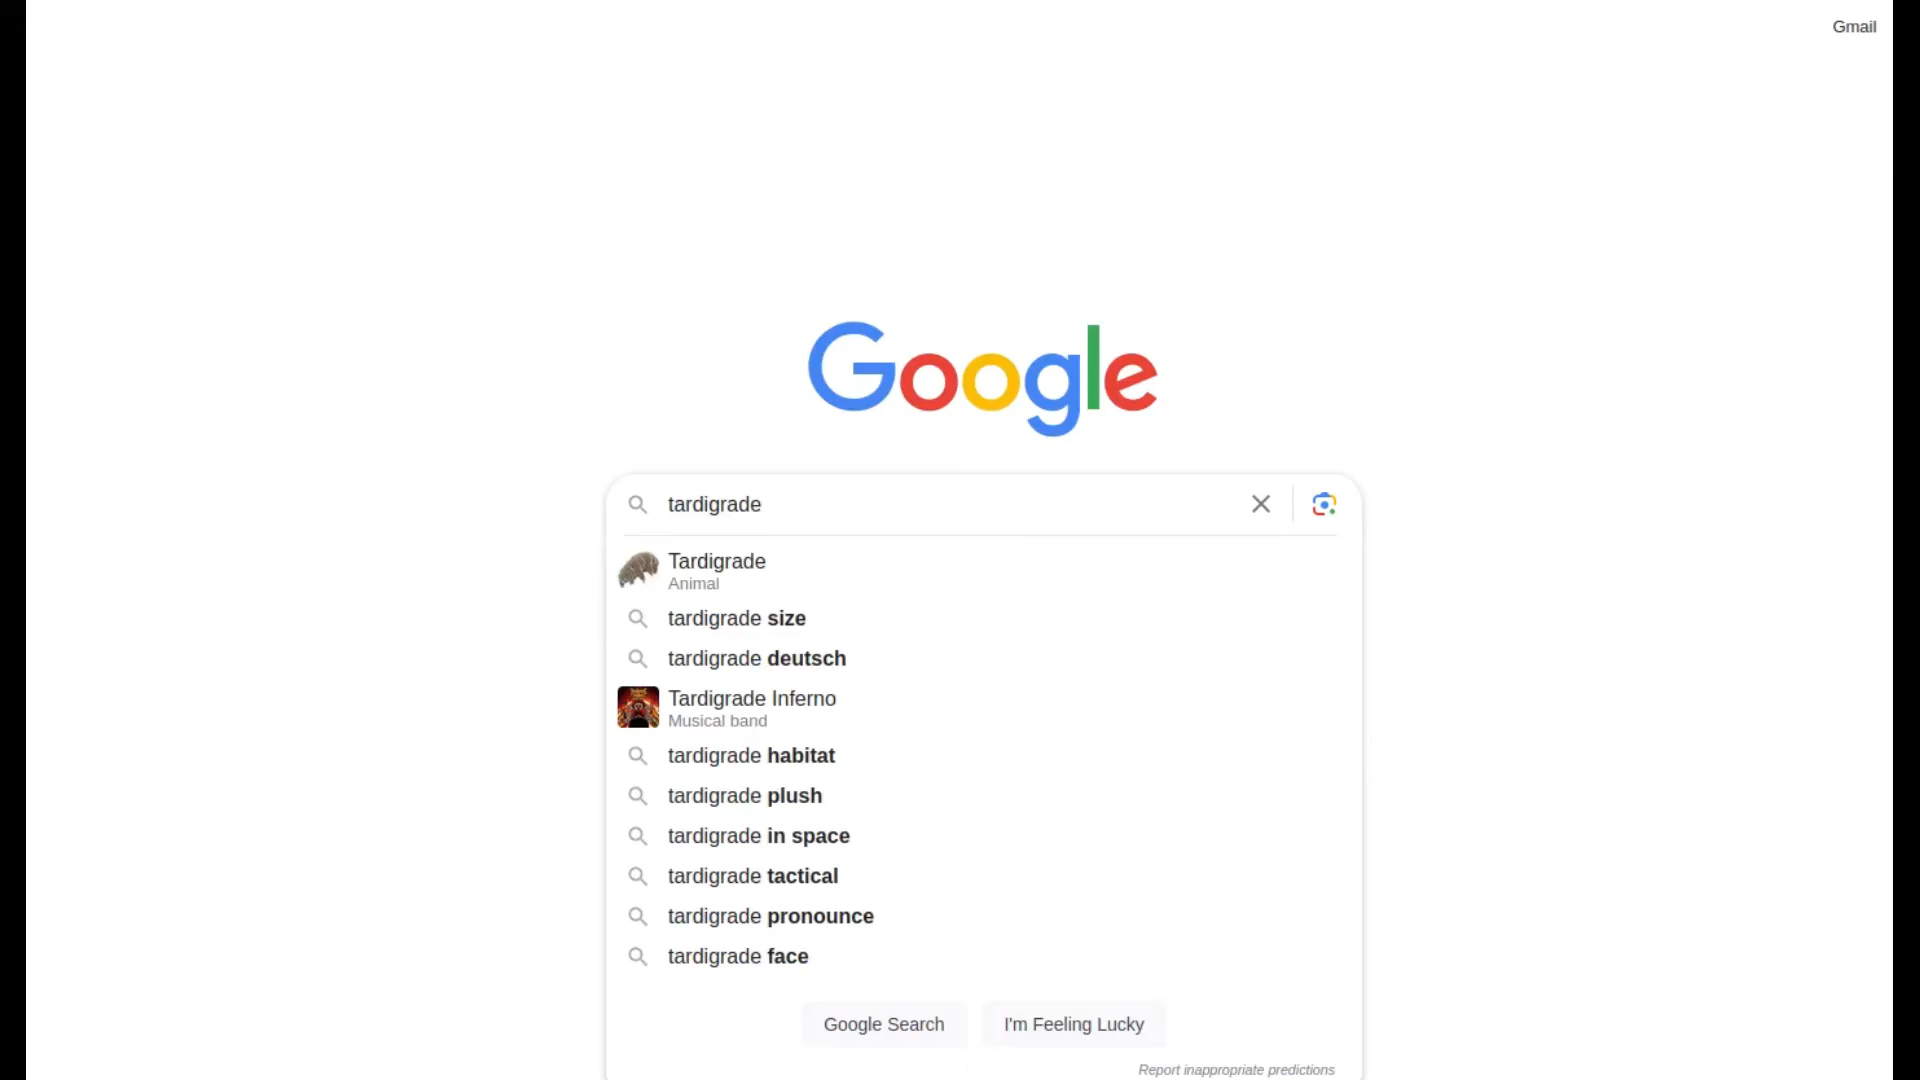 Gmail
Google
tardigrade
Tardigrade
Animal
tardigrade size
tardigrade deutsch
Tardigrade Inferno
Musical band
tardigrade habitat
tardigrade plush
tardigrade in space
tardigrade tactical
tardigrade pronounce
tardigrade face
Google Search I'm Feeling Lucky
Report inappropriate predictions